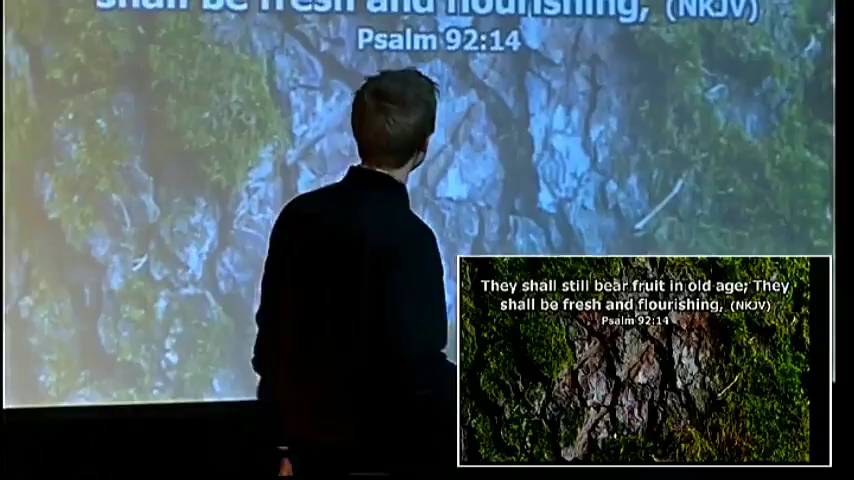 shall be fresh and flourishing, (NKJV)
Psalm 92:14
They shall still bear fruit in old age; They
shall be fresh and flourishing, (NKJV)
Psalm 92:14